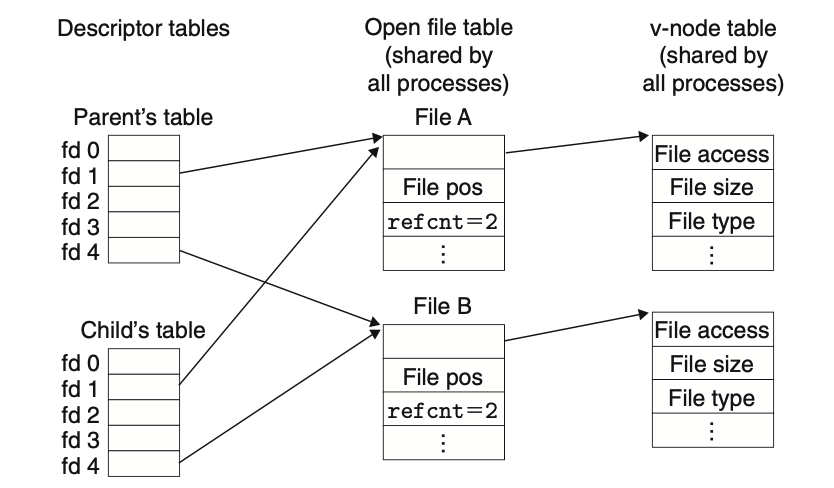 Descriptor tables
Open file table
(shared by
all processes)
v-node table
(shared by
all processes)
Parent's table
fd 0
fd 1
fd 2
fd 3
fd 4
File A
File pos
refcnt=2
⋮
File access
File size
File type
⋮
Child's table
fd 0
fd 1
fd 2
fd 3
fd 4
File B
File pos
refcnt=2
⋮
File access
File size
File type
⋮